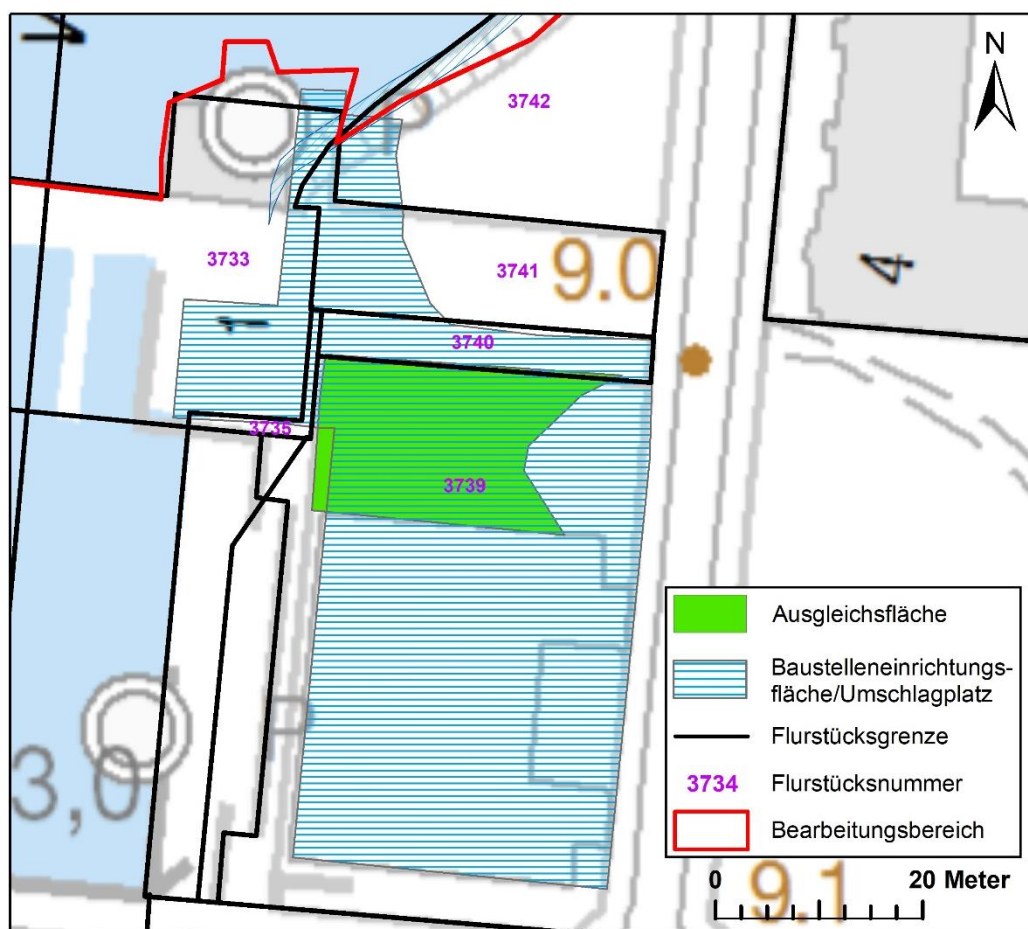 N
3742
3733
3741
9.0
4
1
3740
3735
3739
Ausgleichsfläche
Baustelleneinrichtungs-
fläche/Umschlagplatz
Flurstücksgrenze
3734 Flurstücksnummer
Bearbeitungsbereich
3,0
0 20 Meter
9.1